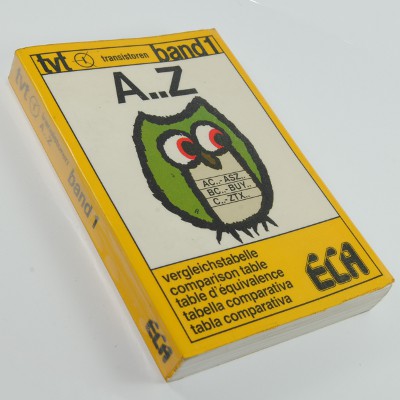 tvt transistoren band 1
A..Z
AC..-ASZ..
BC..-BUY..
C..-ZTX..
vergleichstabelle
comparison table
table d'équivalence
tabella comparativa
tabla comparativa
ECA
tvt
band 1
ECA